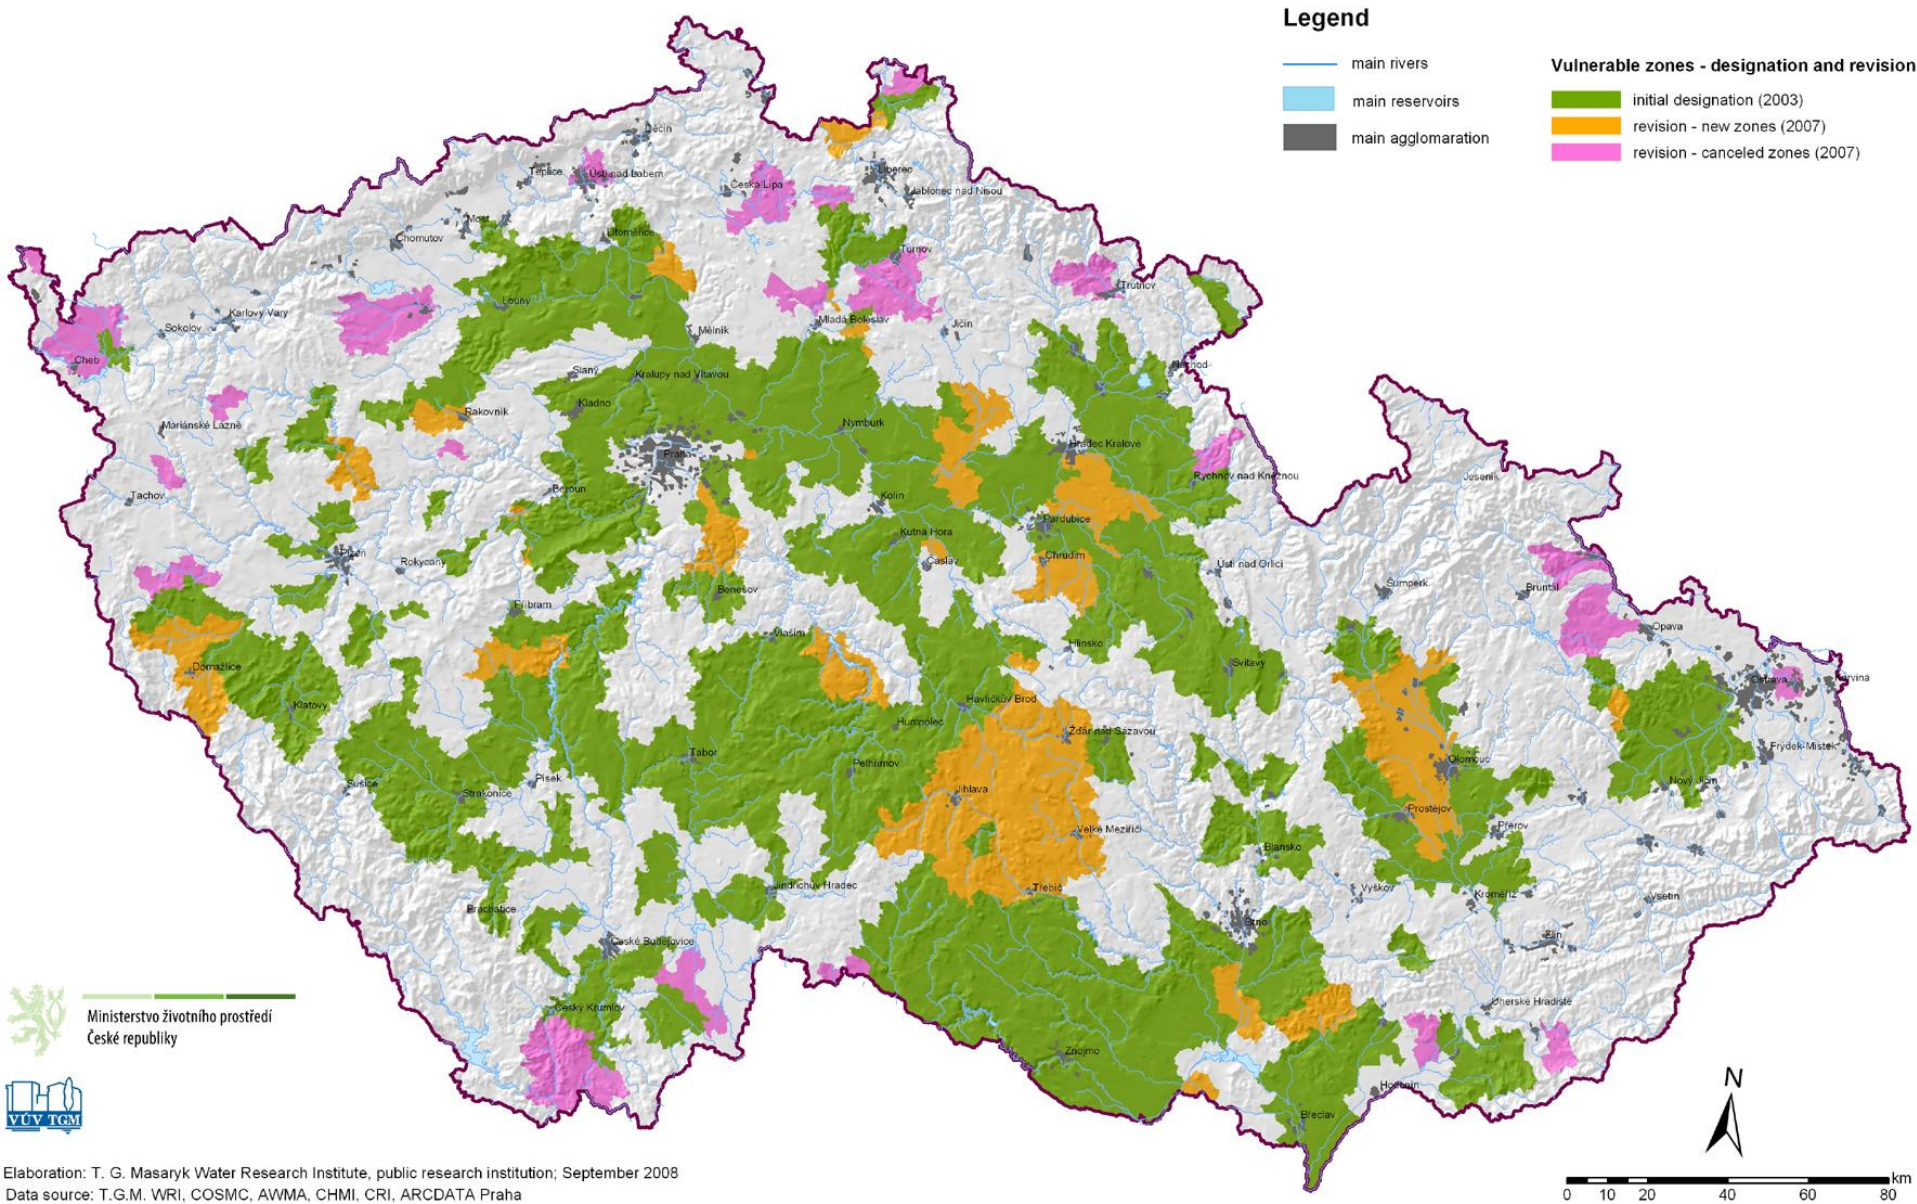 Legend
main rivers
main reservoirs
main agglomaration
Vulnerable zones - designation and revision
initial designation (2003)
revision - new zones (2007)
revision - canceled zones (2007)
Děčín
Teplice
Ústí nad Labem
Česká Lípa
Liberec
Jablonec nad Nisou
Most
Chomutov
Litoměřice
Turnov
Trutnov
Louny
Karlovy Vary
Sokolov
Mělník
Mladá Boleslav
Jičín
Cheb
Náchod
Slaný
Kralupy nad Vltavou
Kladno
Rakovník
Mariánské Lázně
Nymburk
Hradec Králové
Praha
Rychnov nad Kněžnou
Jeseník
Tachov
Beroun
Kolín
Pardubice
Kutná Hora
Plzeň
Rokycany
Čáslav
Chrudim
Ústí nad Orlicí
Šumperk
Bruntál
Benešov
Příbram
Opava
Vlašim
Hlinsko
Svitavy
Domažlice
Ostrava
Karviná
Klatovy
Havlíčkův Brod
Humpolec
Žďár nad Sázavou
Frýdek-Místek
Tábor
Pelhřimov
Olomouc
Sušice
Písek
Strakonice
Nový Jičín
Jihlava
Prostějov
Velké Meziříčí
Přerov
Blansko
Jindřichův Hradec
Třebíč
Vyškov
Kroměříž
Vsetín
Prachatice
Brno
Zlín
České Budějovice
Český Krumlov
Uherské Hradiště
Znojmo
Hodonín
Břeclav
Ministerstvo životního prostředí
České republiky
VÚV TGM
N
km
0 10 20 40 60 80
Elaboration: T. G. Masaryk Water Research Institute, public research institution; September 2008
Data source: T.G.M. WRI, COSMC, AWMA, CHMI, CRI, ARCDATA Praha